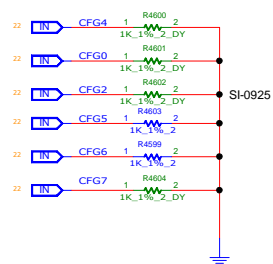 R4600
22 IN CFG4 1 2
1K_1%_2_DY
R4601
22 IN CFG0 1 2
1K_1%_2_DY
R4602
22 IN CFG2 1 2 SI-0925
1K_1%_2_DY
R4603
22 IN CFG5 1 2
1K_1%_2
R4599
22 IN CFG6 1 2
1K_1%_2
R4604
22 IN CFG7 1 2
1K_1%_2_DY